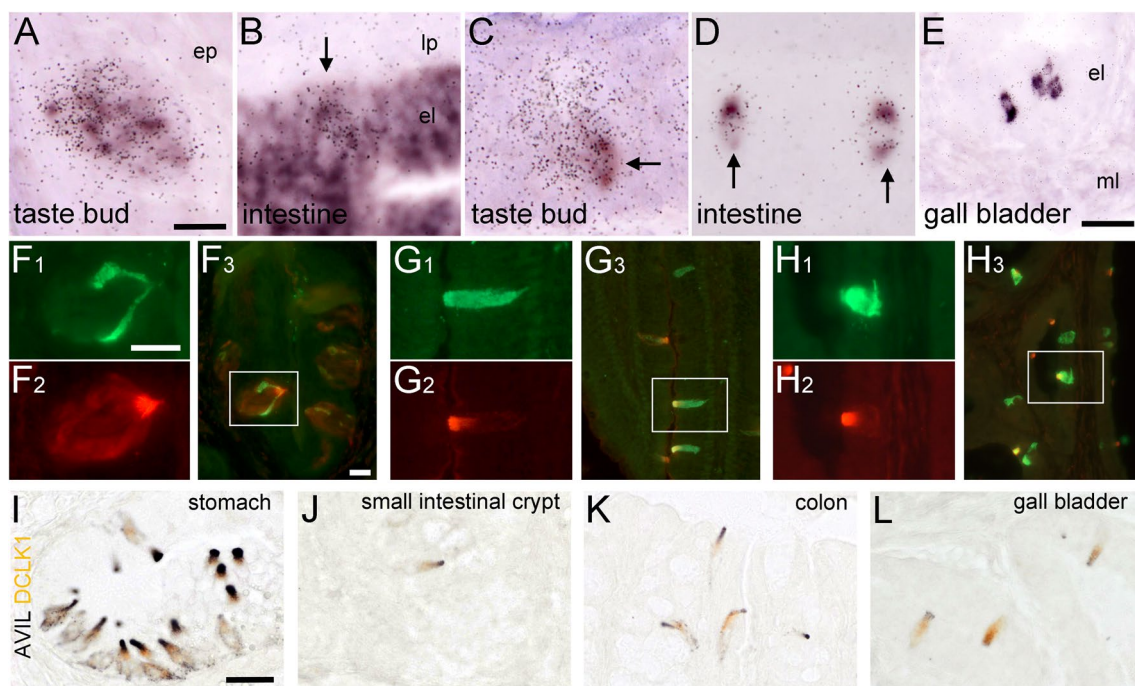 A
ep
taste bud
B
lp
el
intestine
C
taste bud
D
intestine
E
el
ml
gall bladder
F1
F2
F3
G1
G2
G3
H1
H2
H3
AVIL DCLK1
I
stomach
J
small intestinal crypt
K
colon
L
gall bladder